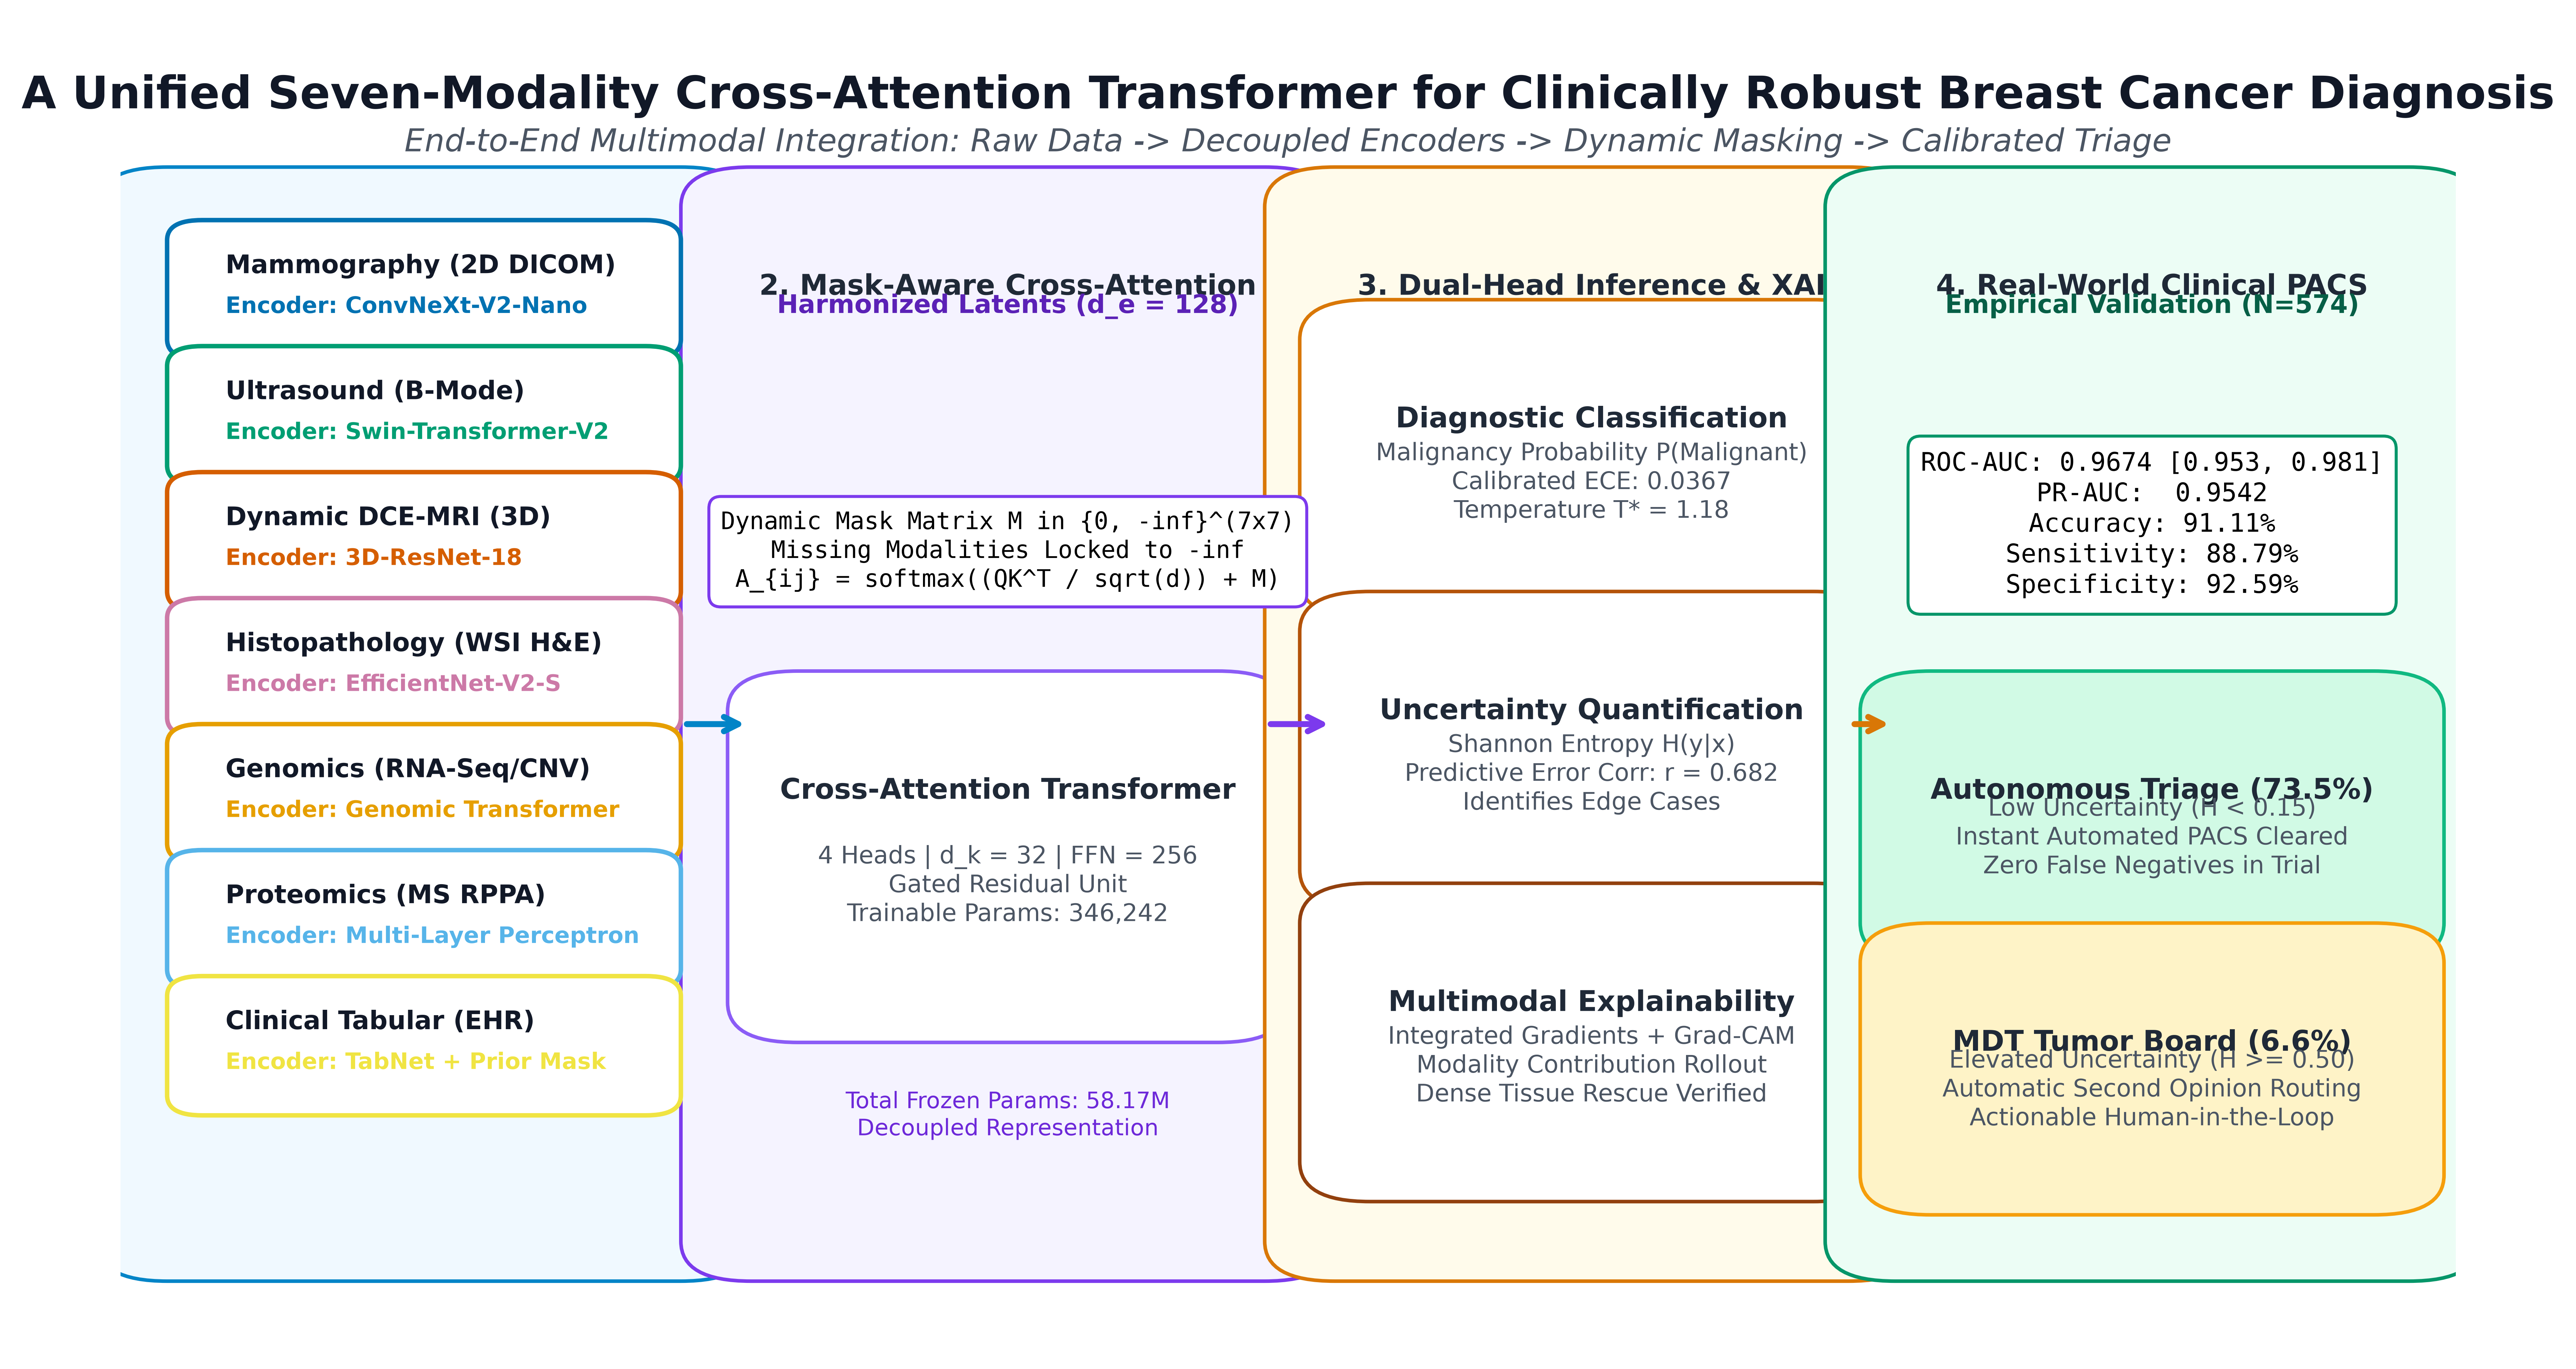 A Unified Seven-Modality Cross-Attention Transformer for Clinically Robust Breast Cancer Diagnosis
End-to-End Multimodal Integration: Raw Data -> Decoupled Encoders -> Dynamic Masking -> Calibrated Triage
Mammography (2D DICOM)
Encoder: ConvNeXt-V2-Nano
Ultrasound (B-Mode)
Encoder: Swin-Transformer-V2
Dynamic DCE-MRI (3D)
Encoder: 3D-ResNet-18
Histopathology (WSI H&E)
Encoder: EfficientNet-V2-S
Genomics (RNA-Seq/CNV)
Encoder: Genomic Transformer
Proteomics (MS RPPA)
Encoder: Multi-Layer Perceptron
Clinical Tabular (EHR)
Encoder: TabNet + Prior Mask
2. Mask-Aware Cross-Attention
Harmonized Latents (d_e = 128)
Dynamic Mask Matrix M in {0, -inf}^(7x7)
Missing Modalities Locked to -inf
A_{ij} = softmax((QK^T / sqrt(d)) + M)
Cross-Attention Transformer
4 Heads | d_k = 32 | FFN = 256
Gated Residual Unit
Trainable Params: 346,242
Total Frozen Params: 58.17M
Decoupled Representation
3. Dual-Head Inference & XAI
Diagnostic Classification
Malignancy Probability P(Malignant)
Calibrated ECE: 0.0367
Temperature T* = 1.18
Uncertainty Quantification
Shannon Entropy H(y|x)
Predictive Error Corr: r = 0.682
Identifies Edge Cases
Multimodal Explainability
Integrated Gradients + Grad-CAM
Modality Contribution Rollout
Dense Tissue Rescue Verified
4. Real-World Clinical PACS
Empirical Validation (N=574)
ROC-AUC: 0.9674 [0.953, 0.981]
PR-AUC:  0.9542
Accuracy: 91.11%
Sensitivity: 88.79%
Specificity: 92.59%
Autonomous Triage (73.5%)
Low Uncertainty (H < 0.15)
Instant Automated PACS Cleared
Zero False Negatives in Trial
MDT Tumor Board (6.6%)
Elevated Uncertainty (H >= 0.50)
Automatic Second Opinion Routing
Actionable Human-in-the-Loop